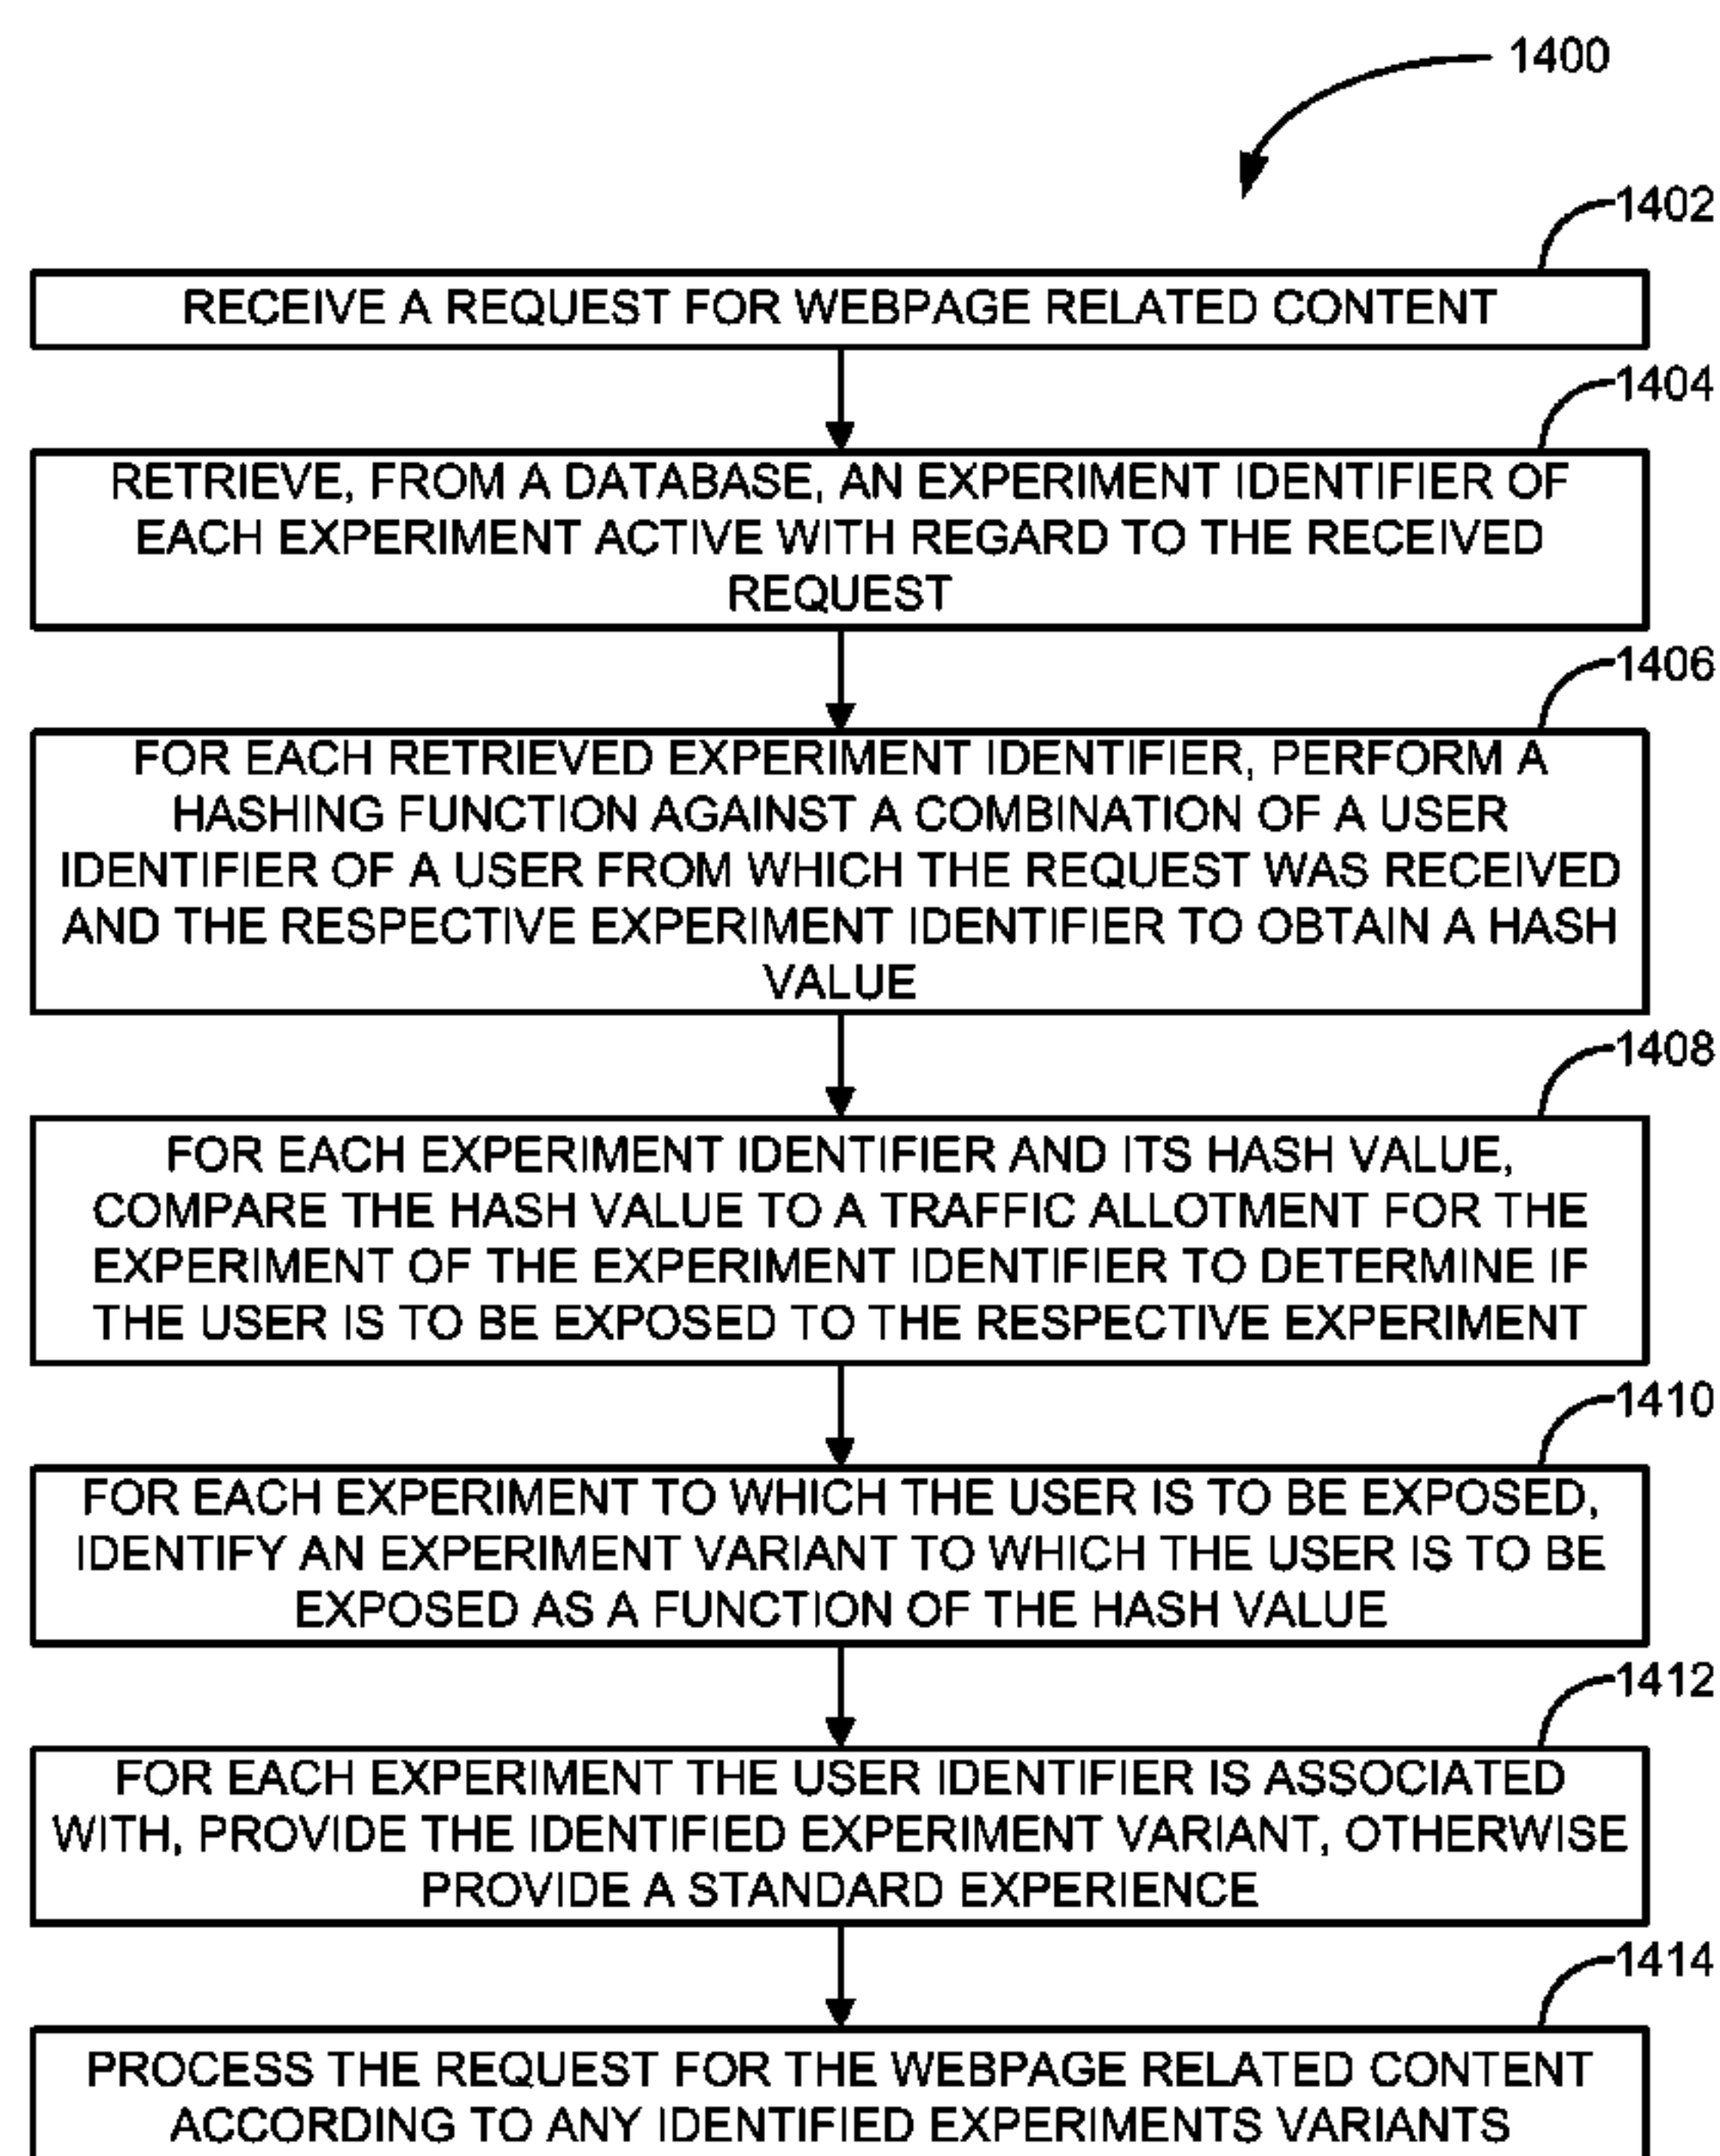 1400
1402
RECEIVE A REQUEST FOR WEBPAGE RELATED CONTENT
1404
RETRIEVE, FROM A DATABASE, AN EXPERIMENT IDENTIFIER OF
EACH EXPERIMENT ACTIVE WITH REGARD TO THE RECEIVED
REQUEST
1406
FOR EACH RETRIEVED EXPERIMENT IDENTIFIER, PERFORM A
HASHING FUNCTION AGAINST A COMBINATION OF A USER
IDENTIFIER OF A USER FROM WHICH THE REQUEST WAS RECEIVED
AND THE RESPECTIVE EXPERIMENT IDENTIFIER TO OBTAIN A HASH
VALUE
1408
FOR EACH EXPERIMENT IDENTIFIER AND ITS HASH VALUE,
COMPARE THE HASH VALUE TO A TRAFFIC ALLOTMENT FOR THE
EXPERIMENT OF THE EXPERIMENT IDENTIFIER TO DETERMINE IF
THE USER IS TO BE EXPOSED TO THE RESPECTIVE EXPERIMENT
1410
FOR EACH EXPERIMENT TO WHICH THE USER IS TO BE EXPOSED,
IDENTIFY AN EXPERIMENT VARIANT TO WHICH THE USER IS TO BE
EXPOSED AS A FUNCTION OF THE HASH VALUE
1412
FOR EACH EXPERIMENT THE USER IDENTIFIER IS ASSOCIATED
WITH, PROVIDE THE IDENTIFIED EXPERIMENT VARIANT, OTHERWISE
PROVIDE A STANDARD EXPERIENCE
1414
PROCESS THE REQUEST FOR THE WEBPAGE RELATED CONTENT
ACCORDING TO ANY IDENTIFIED EXPERIMENTS VARIANTS